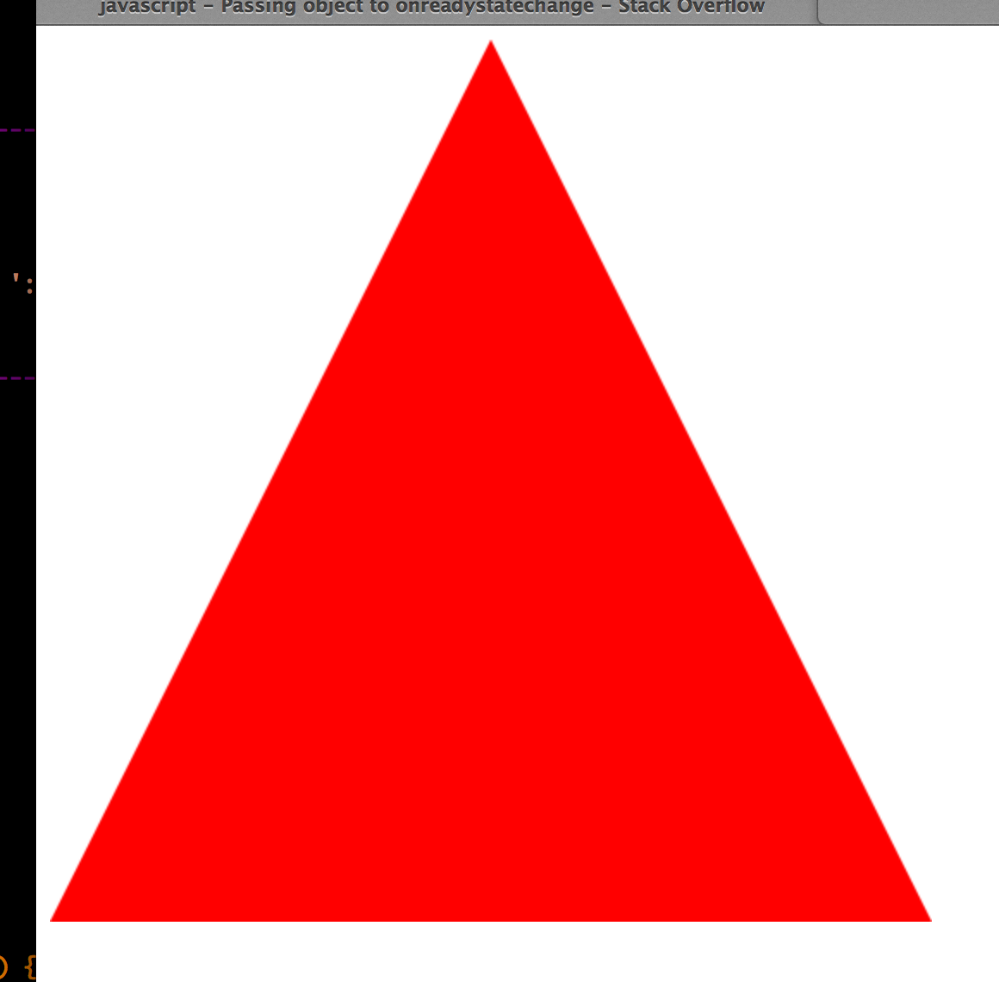 javascript – Passing object to onreadystatechange – Stack Overflow
':
) {